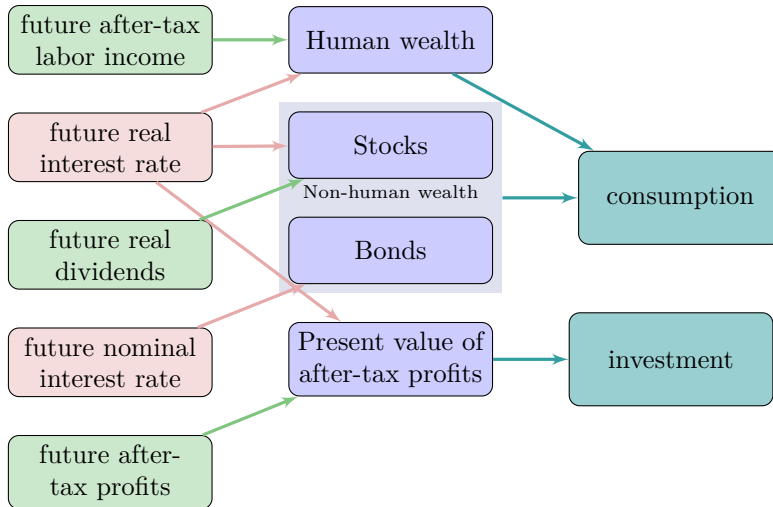 future after-tax
labor income
future real
interest rate
future real
dividends
future nominal
interest rate
future after-
tax profits
Human wealth
Stocks
Non-human wealth
Bonds
Present value of
after-tax profits
consumption
investment